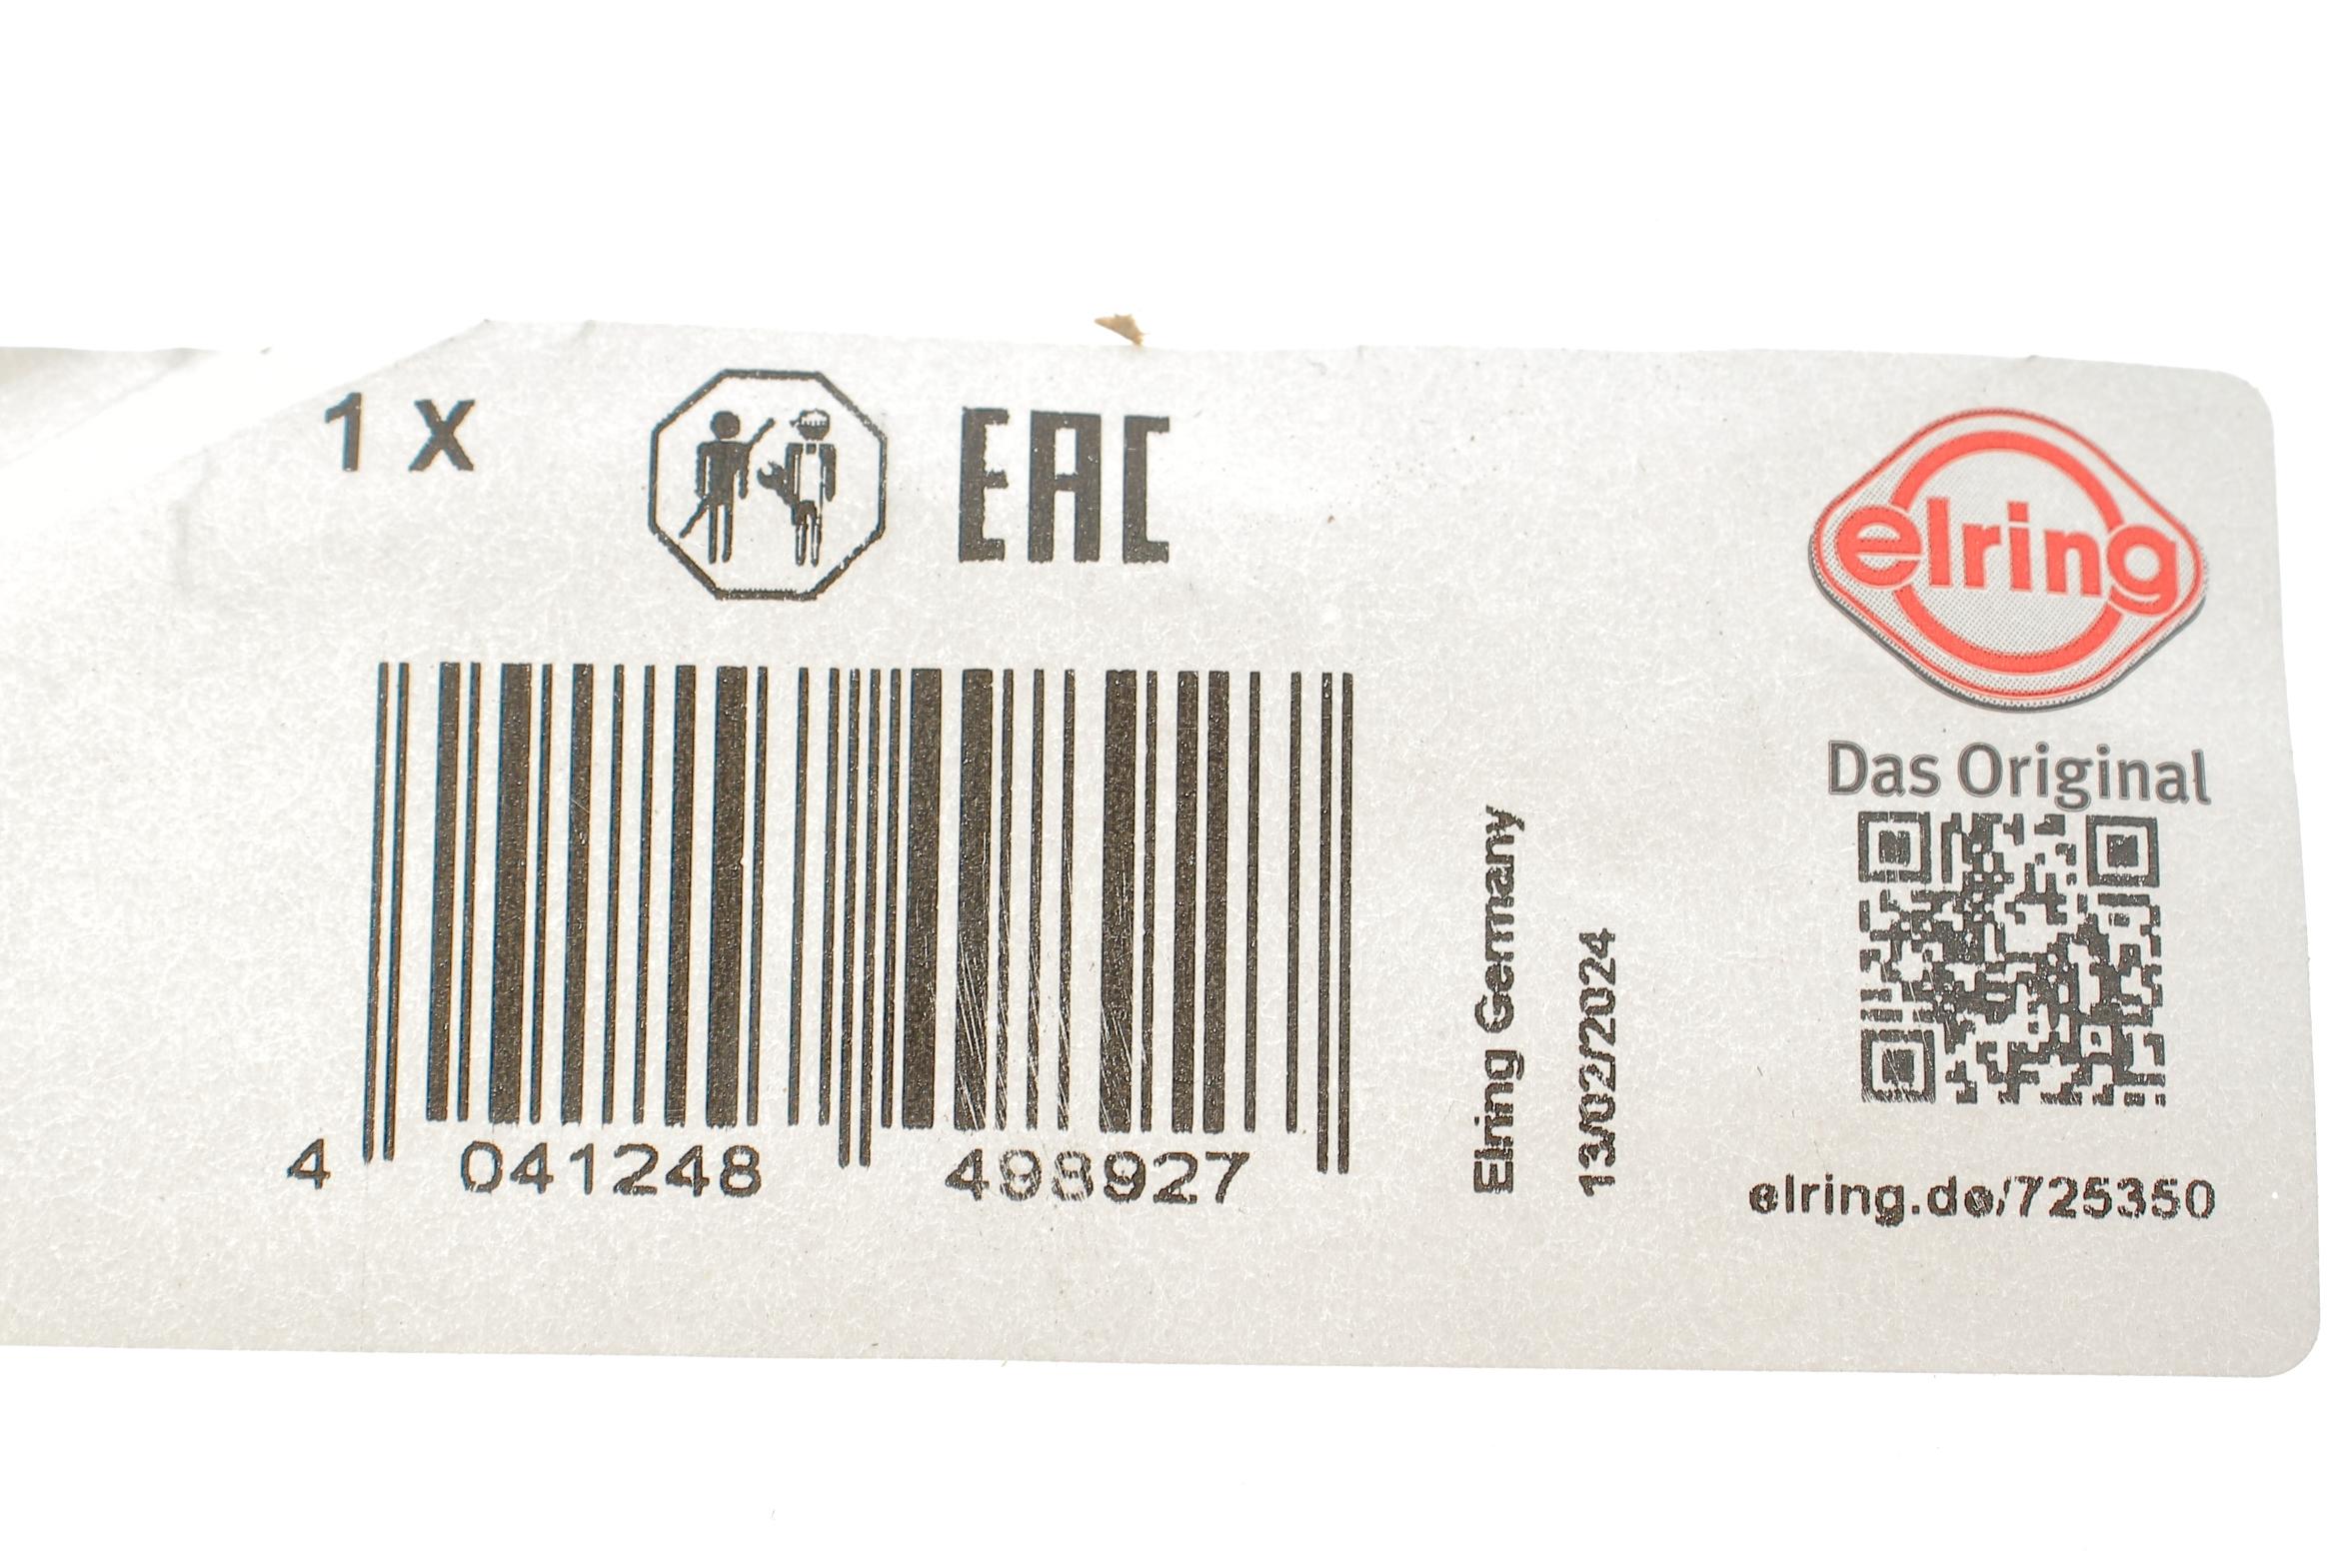 1 X
EAC
elring
Das Original
4 041248 498927
Elring Germany
13/02/2024
elring.de/725350